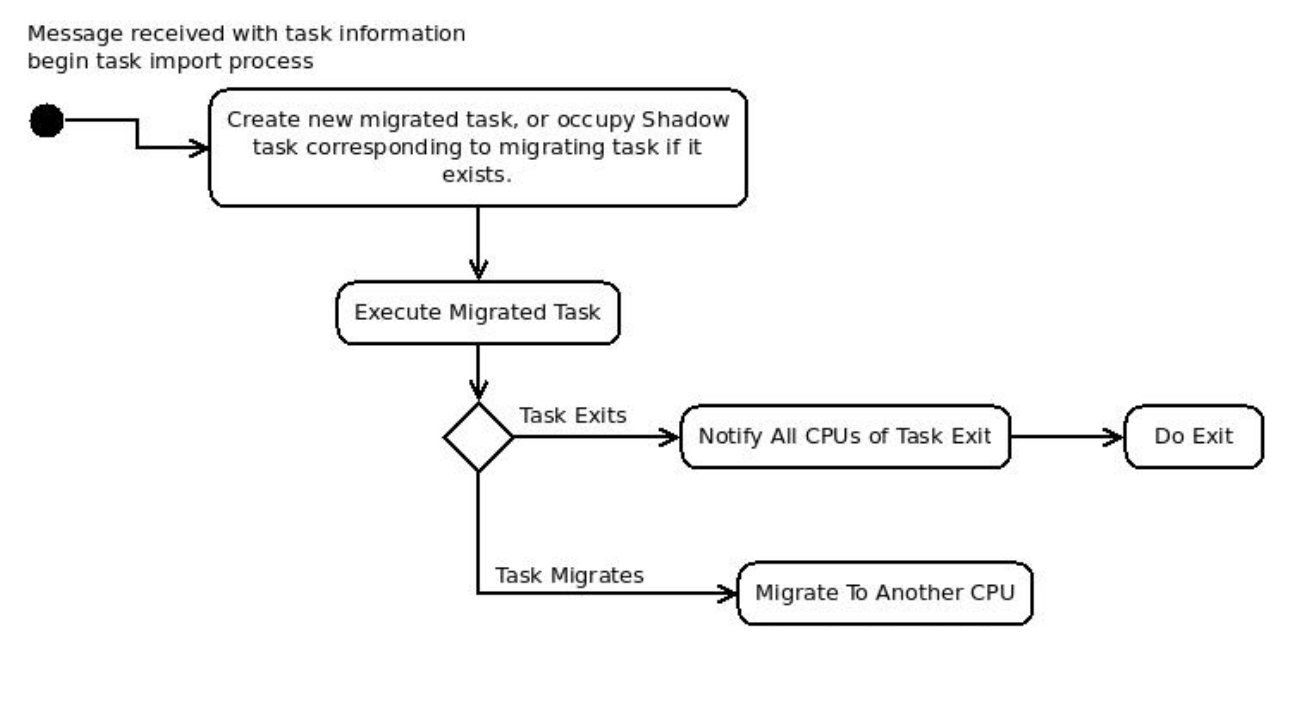 Message received with task information
begin task import process
Create new migrated task, or occupy Shadow
task corresponding to migrating task if it
exists.
Execute Migrated Task
Task Exits
Notify All CPUs of Task Exit
Do Exit
Task Migrates
Migrate To Another CPU